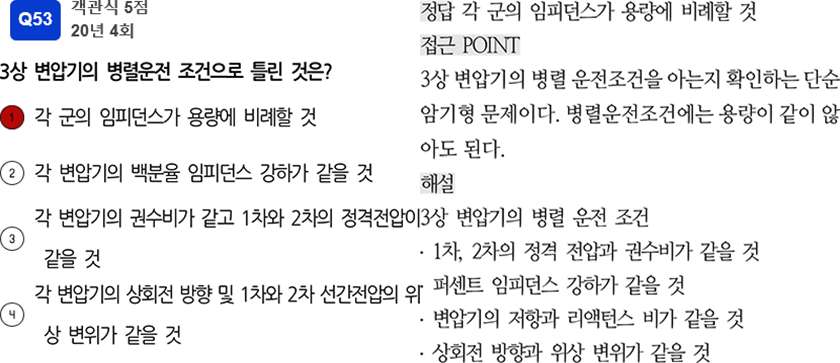 Q53
객관식 5점
20년 4회
3상 변압기의 병렬운전 조건으로 틀린 것은?
1 각 군의 임피던스가 용량에 비례할 것
2 각 변압기의 백분율 임피던스 강하가 같을 것
3 각 변압기의 권수비가 같고 1차와 2차의 정격전압이
같을 것
4 각 변압기의 상회전 방향 및 1차와 2차 선간전압의 위
상 변위가 같을 것
정답 각 군의 임피던스가 용량에 비례할 것
접근 POINT
3상 변압기의 병렬 운전조건을 아는지 확인하는 단순
암기형 문제이다. 병렬운전조건에는 용량이 같이 않
아도 된다.
해설
3상 변압기의 병렬 운전 조건
· 1차, 2차의 정격 전압과 권수비가 같을 것
· 퍼센트 임피던스 강하가 같을 것
· 변압기의 저항과 리액턴스 비가 같을 것
· 상회전 방향과 위상 변위가 같을 것